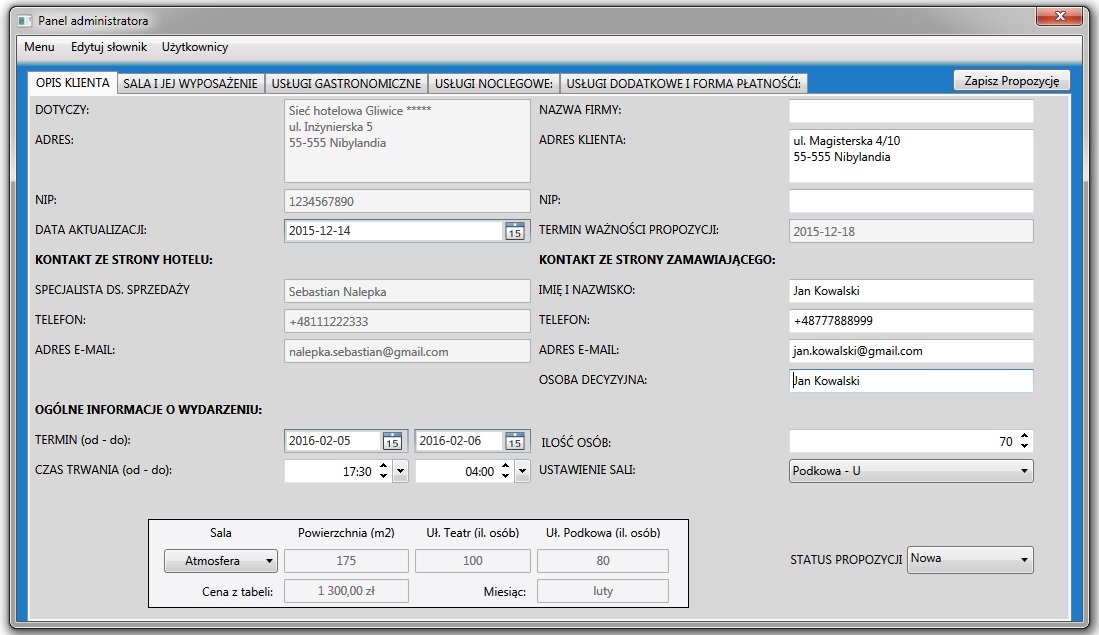 Panel administratora
Menu Edytuj słownik Użytkownicy
OPIS KLIENTA SALA I JEJ WYPOSAŻENIE USŁUGI GASTRONOMICZNE USŁUGI NOCLEGOWE: USŁUGI DODATKOWE I FORMA PŁATNOŚĆI: Zapisz Propozycję
DOTYCZY: Sieć hotelowa Gliwice ***** NAZWA FIRMY:
ul. Inżynierska 5
ADRES: 55-555 Nibylandia ADRES KLIENTA: ul. Magisterska 4/10
55-555 Nibylandia
NIP: 1234567890 NIP:
DATA AKTUALIZACJI: 2015-12-14 15 TERMIN WAŻNOŚCI PROPOZYCJI: 2015-12-18
KONTAKT ZE STRONY HOTELU: KONTAKT ZE STRONY ZAMAWIAJĄCEGO:
SPECJALISTA DS. SPRZEDAŻY Sebastian Nalepka IMIĘ I NAZWISKO: Jan Kowalski
TELEFON: +48111222333 TELEFON: +48777888999
ADRES E-MAIL: nalepka.sebastian@gmail.com ADRES E-MAIL: jan.kowalski@gmail.com
OSOBA DECYZYJNA: Jan Kowalski
OGÓLNE INFORMACJE O WYDARZENIU:
TERMIN (od - do): 2016-02-05 15 2016-02-06 15 ILOŚĆ OSÓB: 70
CZAS TRWANIA (od - do): 17:30 04:00 USTAWIENIE SALI: Podkowa - U
Sala Powierzchnia (m2) Uł. Teatr (il. osób) Uł. Podkowa (il. osób)
Atmosfera 175 100 80 STATUS PROPOZYCJI Nowa
Cena z tabeli: 1 300,00 zł Miesiąc: luty